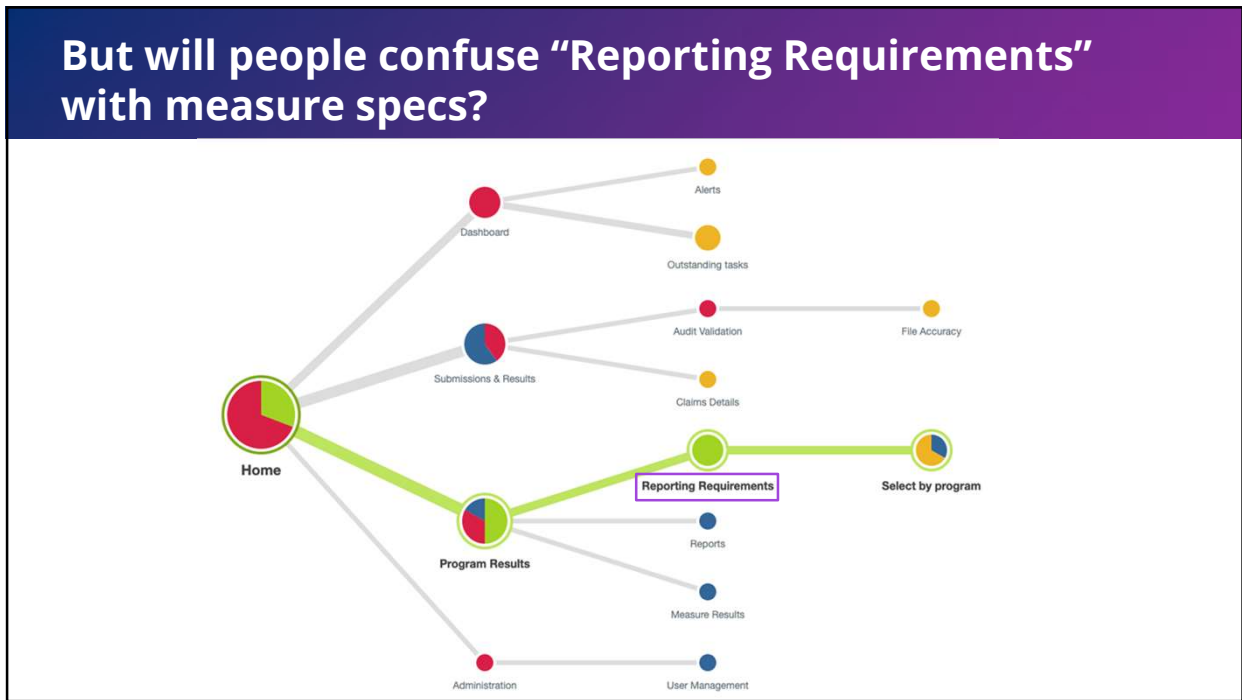 But will people confuse “Reporting Requirements”
with measure specs?
Alerts
Dashboard
Outstanding tasks
Audit Validation
File Accuracy
Submissions & Results
Claims Details
Home
Reporting Requirements
Select by program
Reports
Program Results
Measure Results
Administration
User Management